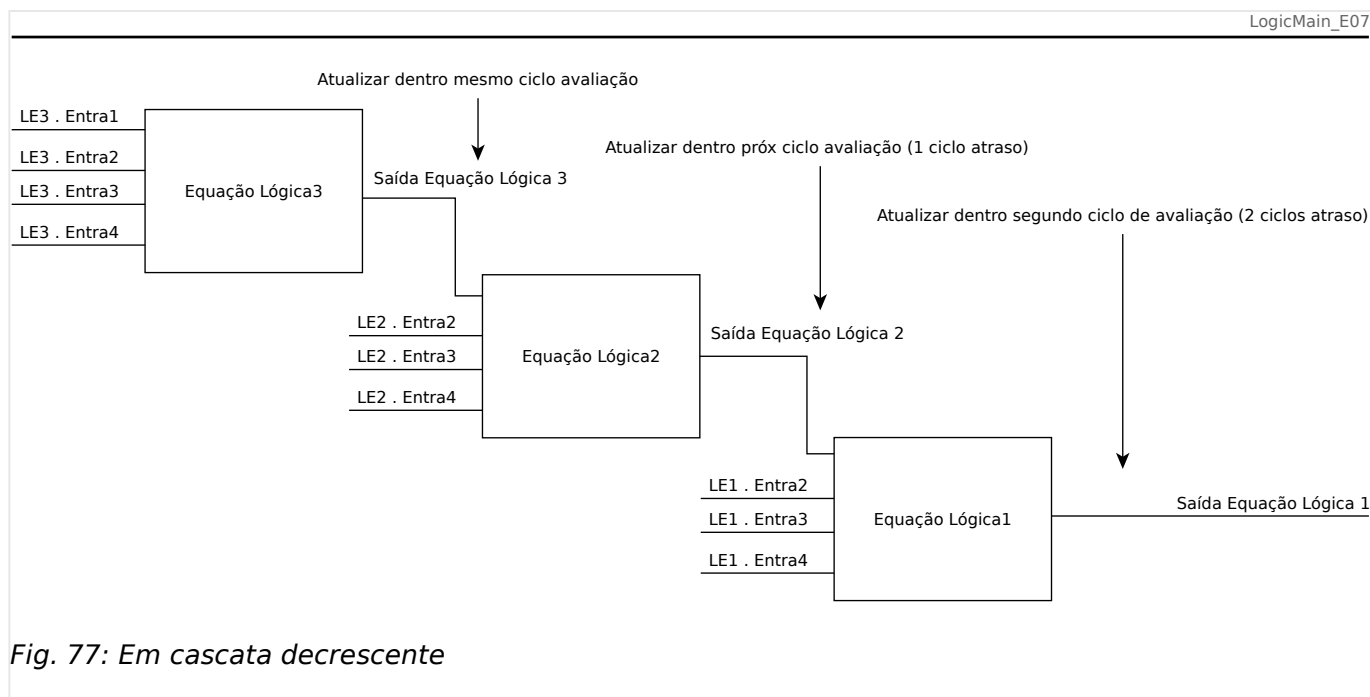 LogicMain_E07
Atualizar dentro mesmo ciclo avaliação
LE3 . Entra1
LE3 . Entra2
LE3 . Entra3
LE3 . Entra4
Equação Lógica3
Saída Equação Lógica 3
Atualizar dentro próx ciclo avaliação (1 ciclo atraso)
LE2 . Entra2
LE2 . Entra3
LE2 . Entra4
Equação Lógica2
Saída Equação Lógica 2
Atualizar dentro segundo ciclo de avaliação (2 ciclos atraso)
LE1 . Entra2
LE1 . Entra3
LE1 . Entra4
Equação Lógica1
Saída Equação Lógica 1
Fig. 77: Em cascata decrescente